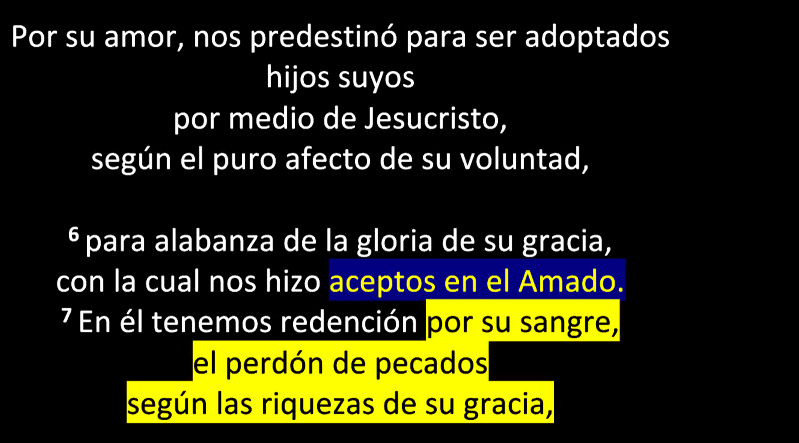 Por su amor, nos predestinó para ser adoptados
hijos suyos
por medio de Jesucristo,
según el puro afecto de su voluntad,
6 para alabanza de la gloria de su gracia,
con la cual nos hizo aceptos en el Amado.
7 En él tenemos redención por su sangre,
el perdón de pecados
según las riquezas de su gracia,